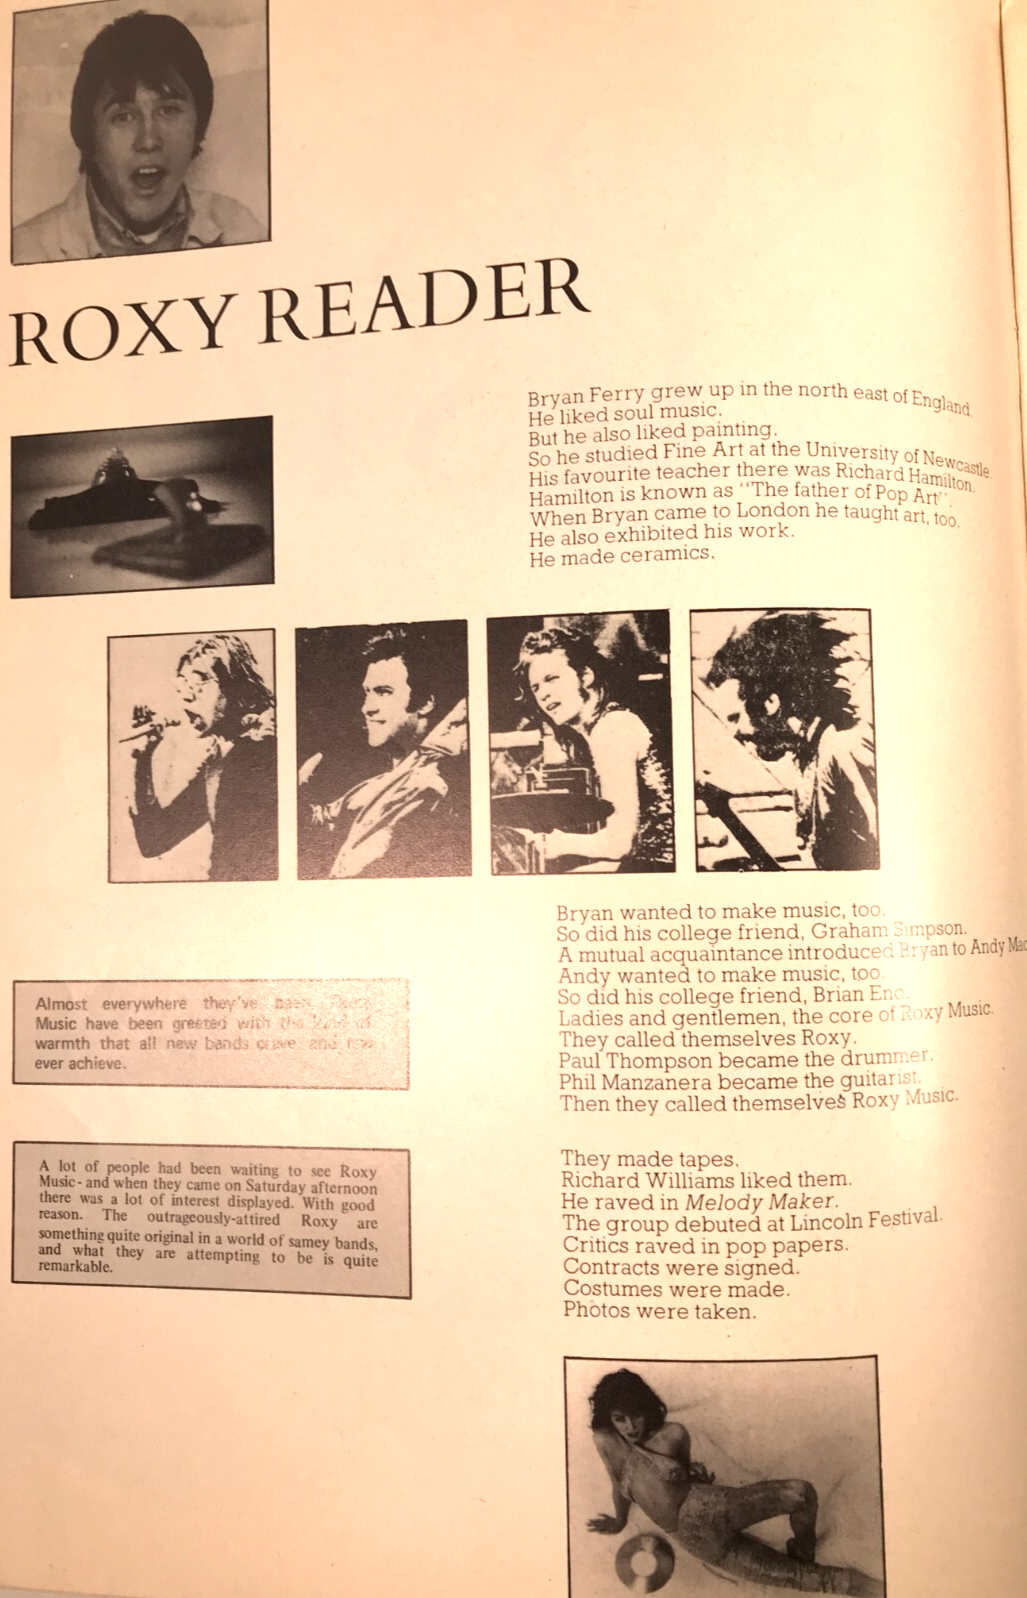 ROXY READER
Bryan Ferry grew up in the north east of England.
He liked soul music.
But he also liked painting.
So he studied Fine Art at the University of Newcastle.
His favourite teacher there was Richard Hamilton.
Hamilton is known as "The father of Pop Art".
When Bryan came to London he taught art, too.
He also exhibited his work.
He made ceramics.
Bryan wanted to make music, too.
So did his college friend, Graham Simpson.
A mutual acquaintance introduced Bryan to Andy Mac
Andy wanted to make music, too.
So did his college friend, Brian Eno.
Ladies and gentlemen, the core of Roxy Music.
They called themselves Roxy.
Paul Thompson became the drummer.
Phil Manzanera became the guitarist.
Then they called themselves Roxy Music.
Almost everywhere they've
Music have been greeted with the kind of
warmth that all new bands crave and few
ever achieve.
A lot of people had been waiting to see Roxy
Music - and when they came on Saturday afternoon
there was a lot of interest displayed. With good
reason. The outrageously-attired Roxy are
something quite original in a world of samey bands,
and what they are attempting to be is quite
remarkable.
They made tapes.
Richard Williams liked them.
He raved in Melody Maker.
The group debuted at Lincoln Festival.
Critics raved in pop papers.
Contracts were signed.
Costumes were made.
Photos were taken.